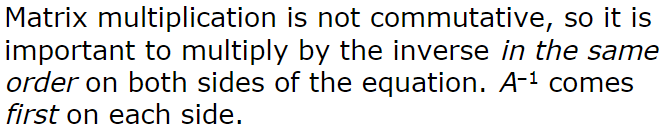 Matrix multiplication is not commutative, so it is
important to multiply by the inverse in the same
order on both sides of the equation. A⁻¹ comes
first on each side.